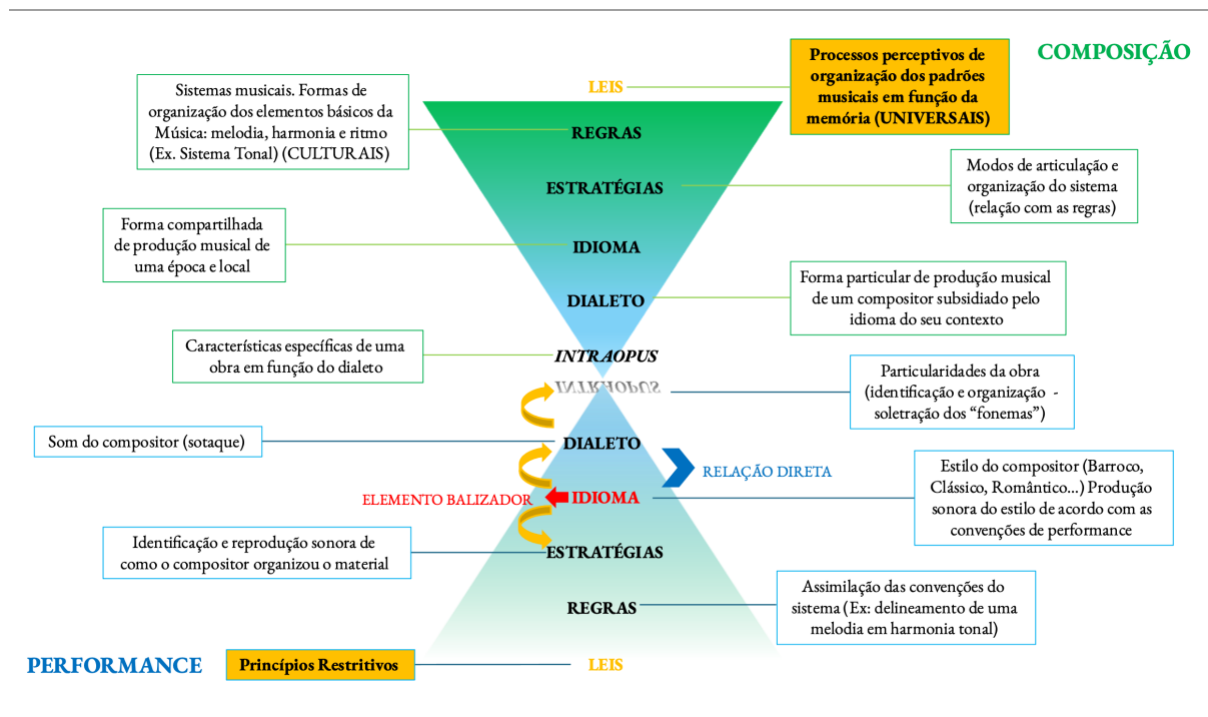 COMPOSIÇÃO
Processos perceptivos de
organização dos padrões
musicais em função da
memória (UNIVERSAIS)
LEIS
Sistemas musicais. Formas de
organização dos elementos básicos da
Música: melodia, harmonia e ritmo
(Ex. Sistema Tonal) (CULTURAIS)
REGRAS
ESTRATÉGIAS
Modos de articulação e
organização do sistema
(relação com as regras)
Forma compartilhada
de produção musical de
uma época e local
IDIOMA
DIALETO
Forma particular de produção musical
de um compositor subsidiado pelo
idioma do seu contexto
Características específicas de uma
obra em função do dialeto
INTRAOPUS
INTRAOPUS
Particularidades da obra
(identificação e organização -
soletração dos “fonemas”)
Som do compositor (sotaque)
DIALETO
RELAÇÃO DIRETA
ELEMENTO BALIZADOR
IDIOMA
Estilo do compositor (Barroco,
Clássico, Romântico...) Produção
sonora do estilo de acordo com as
convenções de performance
Identificação e reprodução sonora de
como o compositor organizou o material
ESTRATÉGIAS
REGRAS
Assimilação das convenções do
sistema (Ex: delineamento de uma
melodia em harmonia tonal)
PERFORMANCE
Princípios Restritivos
LEIS